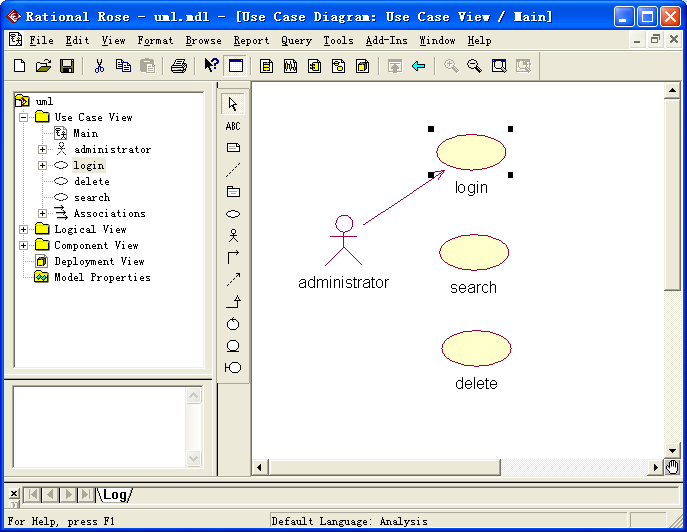 Rational Rose - uml.mdl - [Use Case Diagram: Use Case View / Main]
File Edit View Format Browse Report Query Tools Add-Ins Window Help
uml
Use Case View
Main
administrator
login
delete
search
Associations
Logical View
Component View
Deployment View
Model Properties
ABC
login
administrator
search
delete
Log
For Help, press F1
Default Language: Analysis